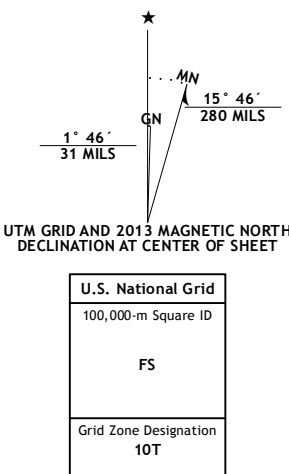 ★
MN
GN
15° 46´
280 MILS
1° 46´
31 MILS
UTM GRID AND 2013 MAGNETIC NORTH
DECLINATION AT CENTER OF SHEET
U.S. National Grid
100,000-m Square ID
FS
Grid Zone Designation
10T